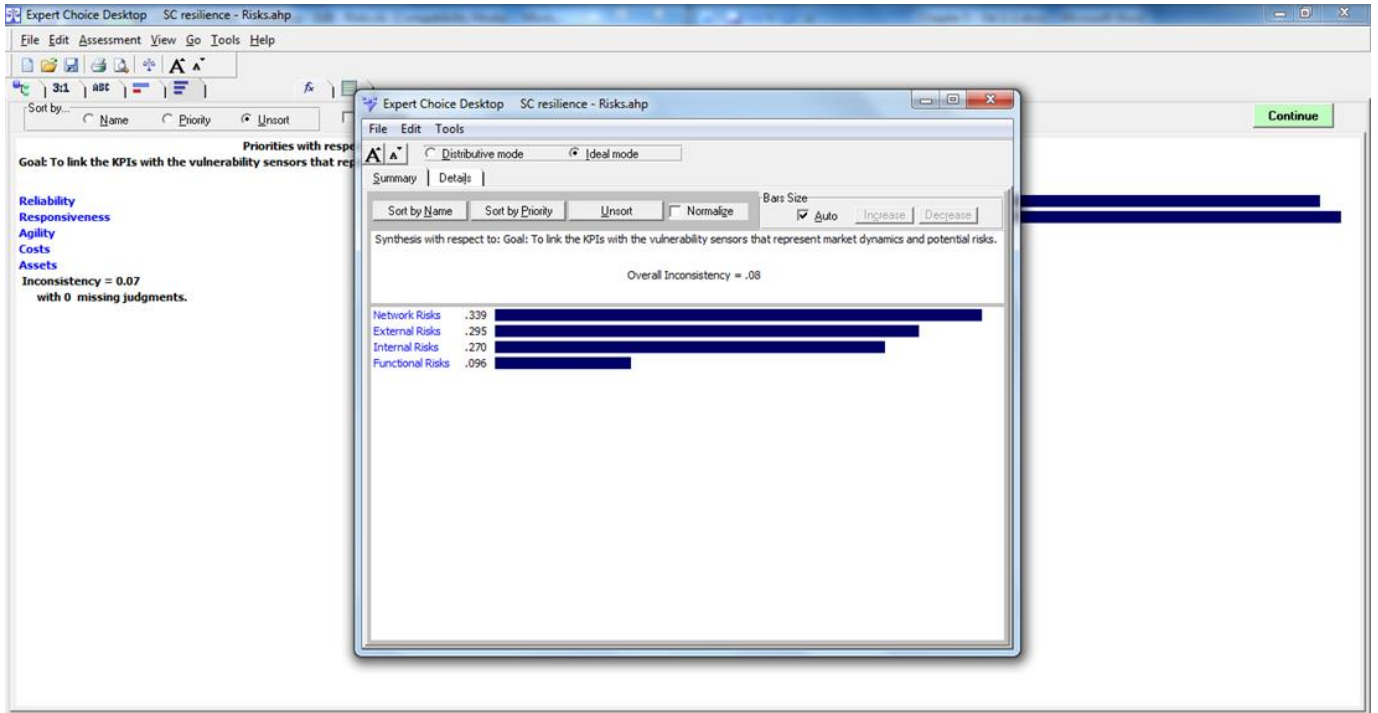 Expert Choice Desktop SC resilience - Risks.ahp
File Edit Assessment View Go Tools Help
3:1 ABC
Sort by...
Name Priority Unsort
Continue
Priorities with respe
Goal: To link the KPIs with the vulnerability sensors that rep
Reliability
Responsiveness
Agility
Costs
Assets
Inconsistency = 0.07
with 0 missing judgments.
Expert Choice Desktop SC resilience - Risks.ahp
File Edit Tools
A A Distributive mode Ideal mode
Summary Details
Sort by Name Sort by Priority Unsort Normalize
Bars Size
Auto Increase Decrease
Synthesis with respect to: Goal: To link the KPIs with the vulnerability sensors that represent market dynamics and potential risks.
Overall Inconsistency = .08
Network Risks .339
External Risks .295
Internal Risks .270
Functional Risks .096